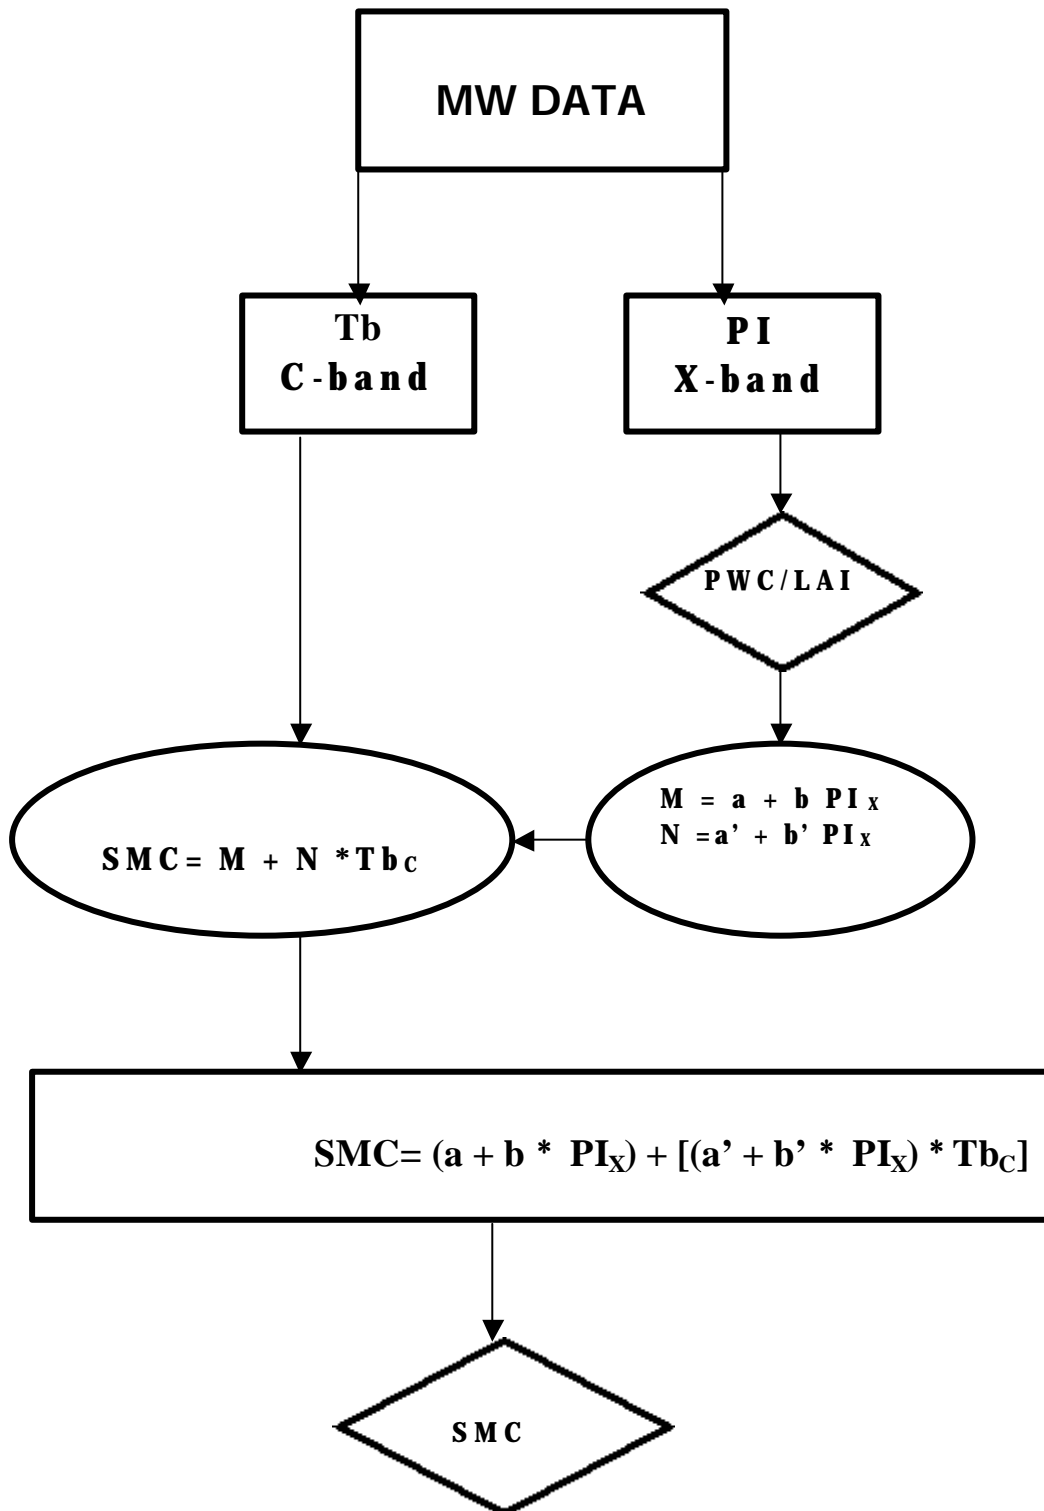 MW DATA
Tb
C-band
PI
X-band
PWC/LAI
M = a + b PIX
N =a’ + b’ PIX
SMC= M + N *TbC
SMC= (a + b * PIX) + [(a’ + b’ * PIX) * TbC]
SMC